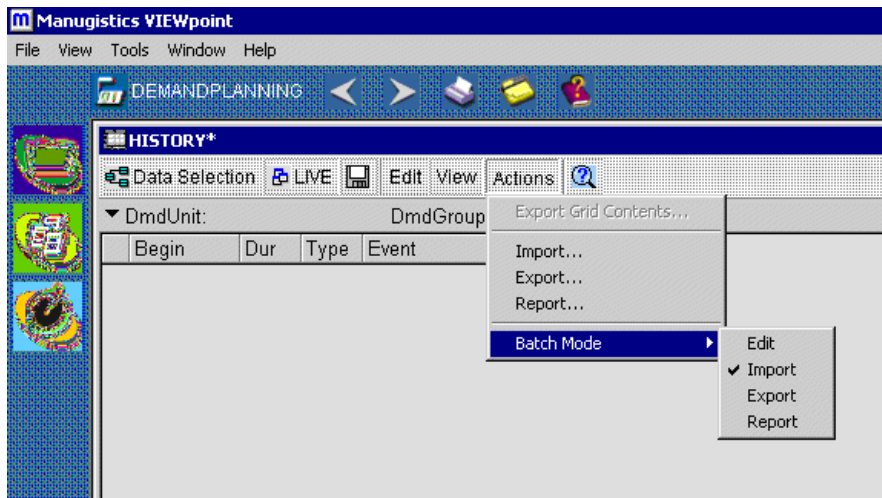 m Manugistics VIEWpoint
File View Tools Window Help
DEMANDPLANNING
HISTORY*
Data Selection LIVE Edit View Actions
DmdUnit: DmdGroup
Begin Dur Type Event
Export Grid Contents...
Import...
Export...
Report...
Batch Mode
Edit
Import
Export
Report